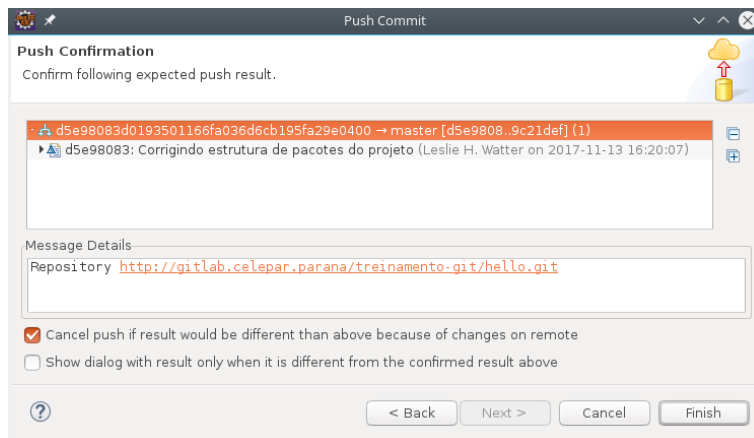 Push Commit
Push Confirmation
Confirm following expected push result.
d5e98083d0193501166fa036d6cb195fa29e0400 → master [d5e9808..9c21def] (1)
d5e98083: Corrigindo estrutura de pacotes do projeto (Leslie H. Watter on 2017-11-13 16:20:07)
Message Details
Repository http://gitlab.celepar.parana/treinamento-git/hello.git
Cancel push if result would be different than above because of changes on remote
Show dialog with result only when it is different from the confirmed result above
< Back Next > Cancel Finish